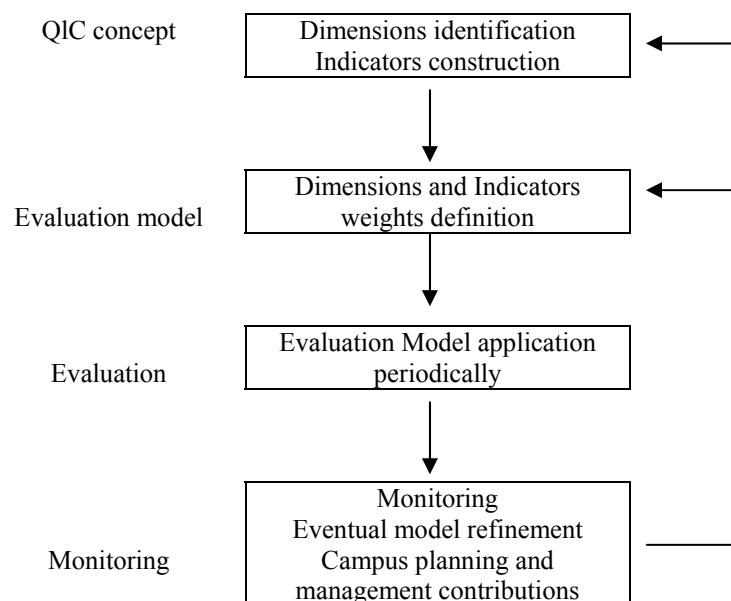 QlC concept
Dimensions identification
Indicators construction
Evaluation model
Dimensions and Indicators
weights definition
Evaluation
Evaluation Model application
periodically
Monitoring
Monitoring
Eventual model refinement
Campus planning and
management contributions